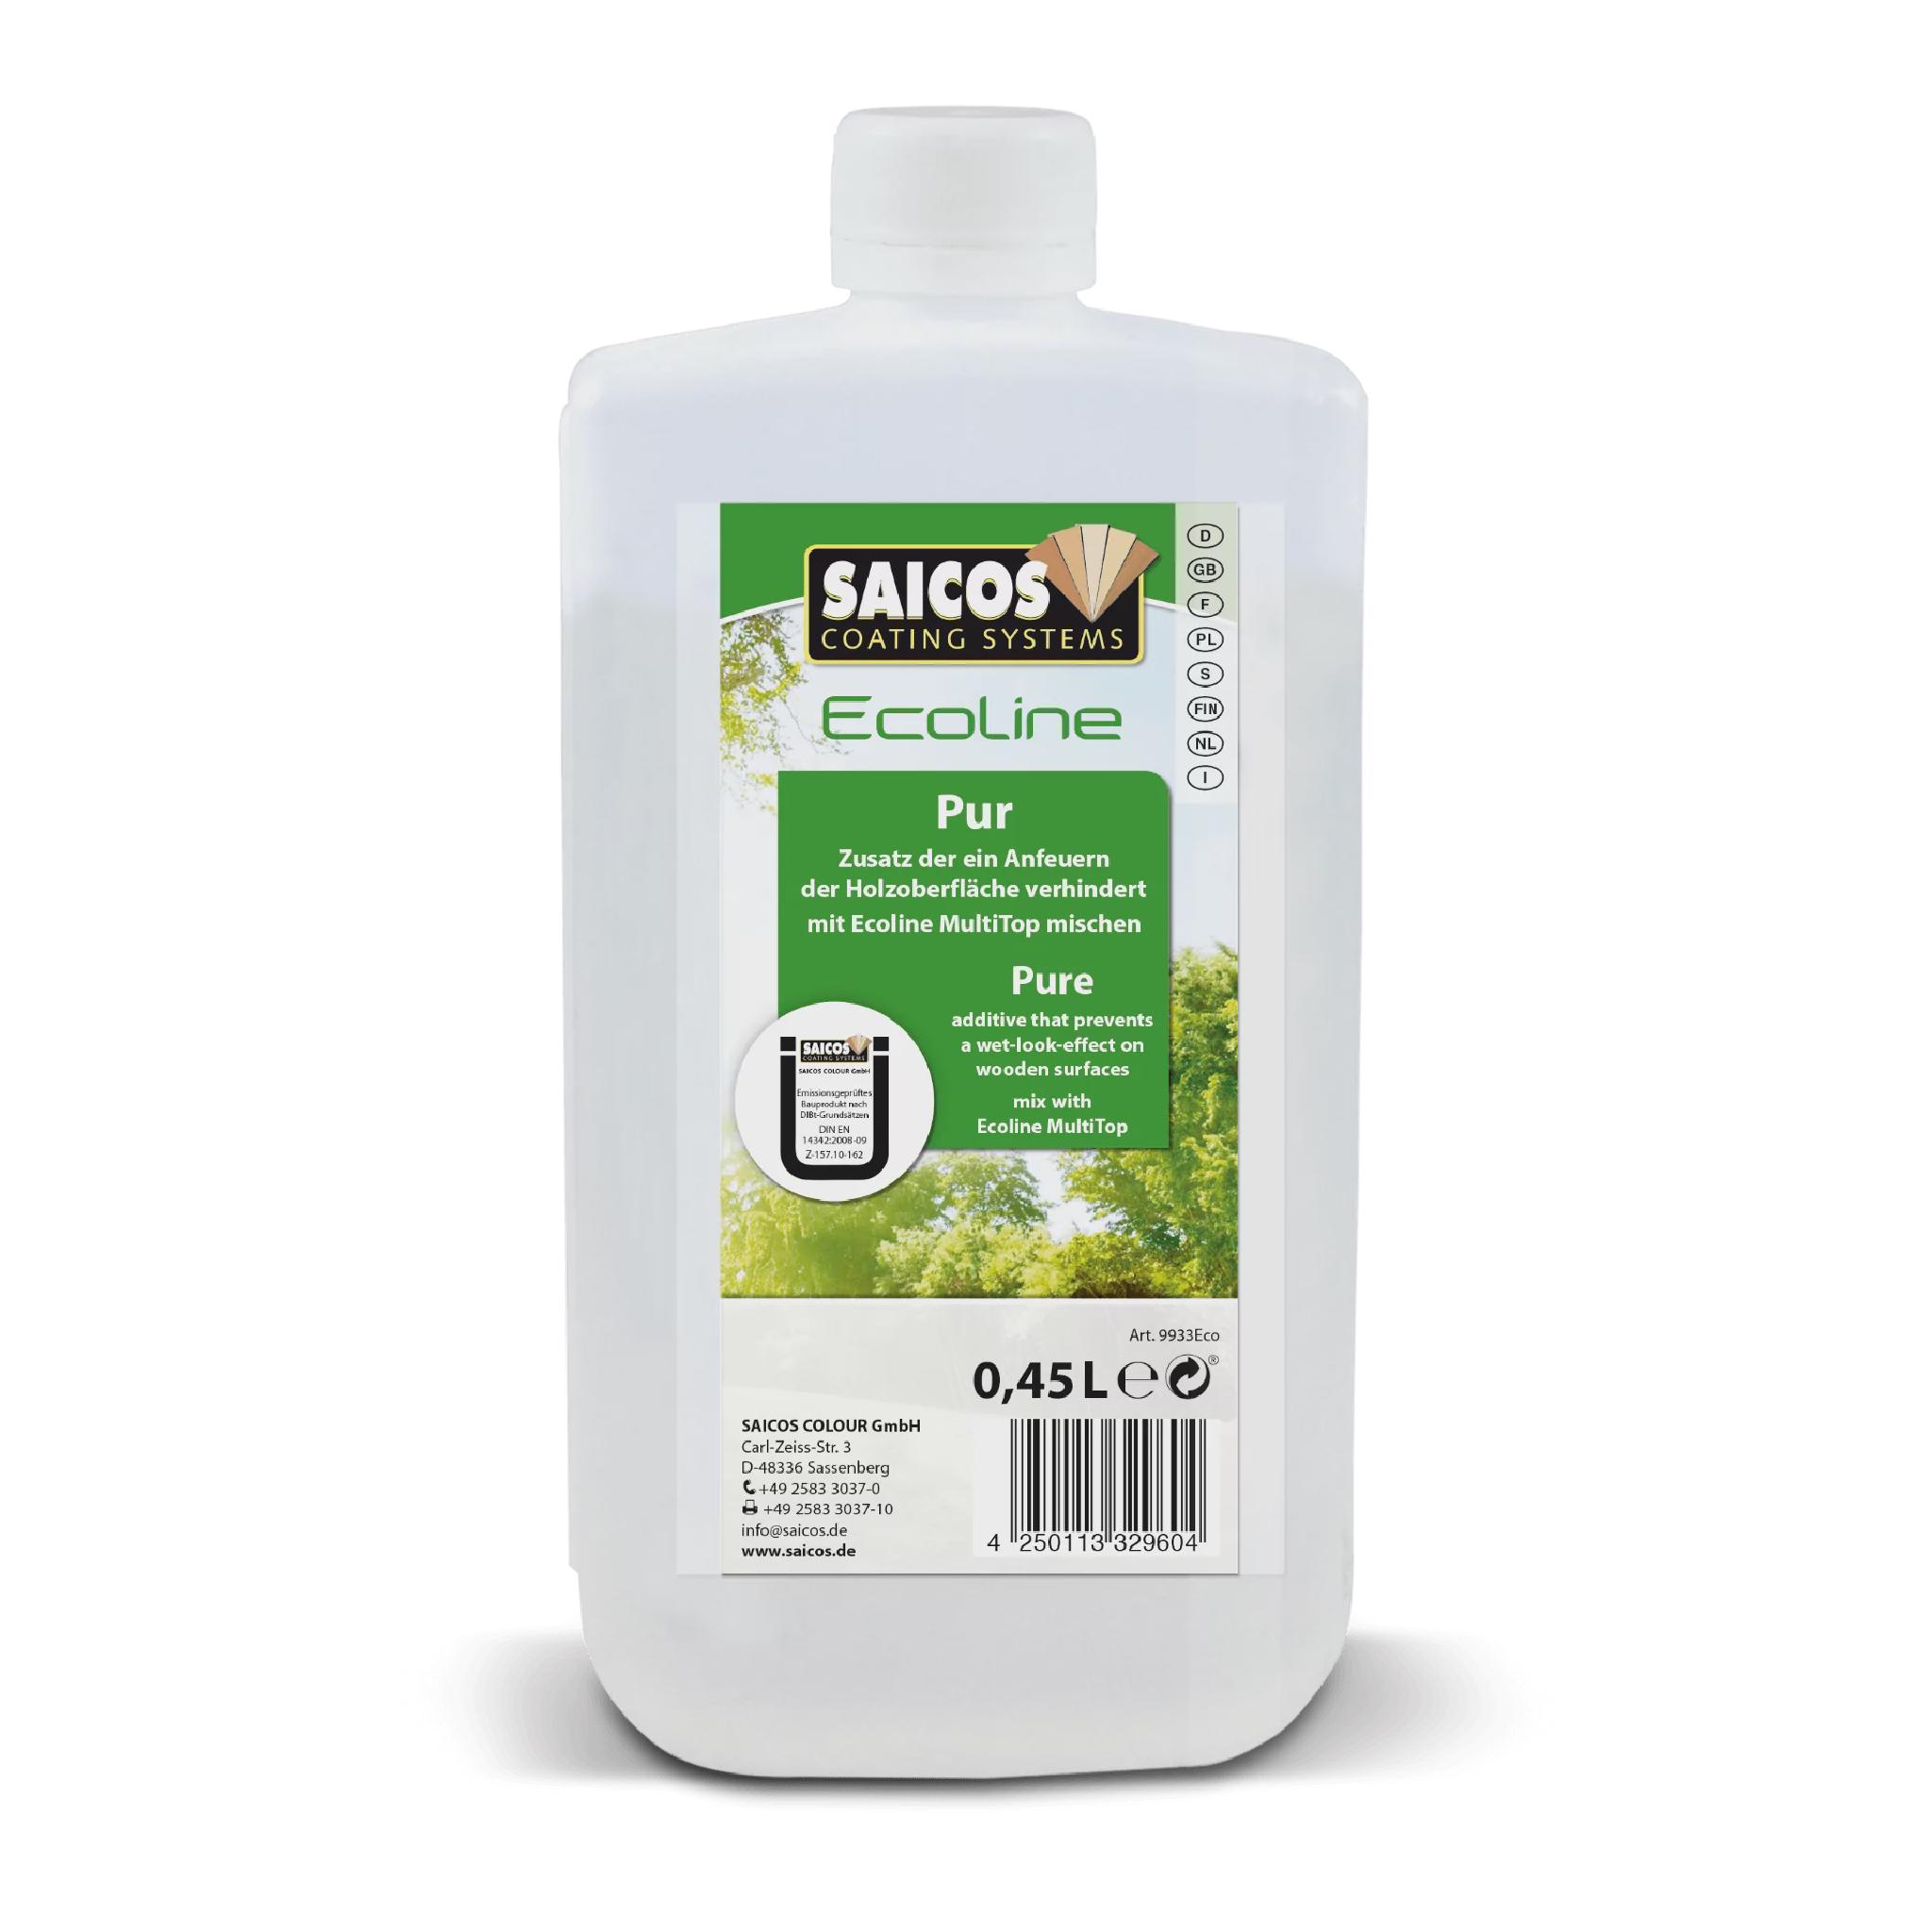 SAICOS
COATING SYSTEMS
D
GB
F
PL
S
FIN
NL
I
EcoLine
Pur
Zusatz der ein Anfeuern
der Holzoberfläche verhindert
mit Ecoline MultiTop mischen
Pure
additive that prevents
a wet-look-effect on
wooden surfaces
mix with
Ecoline MultiTop
SAICOS
COATING SYSTEMS
SAICOS COLOUR GmbH
Emissionsgeprüftes
Bauprodukt nach
DIBt-Grundsätzen
DIN EN
14342:2008-09
Z-157.10-162
Art. 9933Eco
0,45 L ℮ ®
SAICOS COLOUR GmbH
Carl-Zeiss-Str. 3
D-48336 Sassenberg
+49 2583 3037-0
+49 2583 3037-10
info@saicos.de
www.saicos.de
4 250113 329604